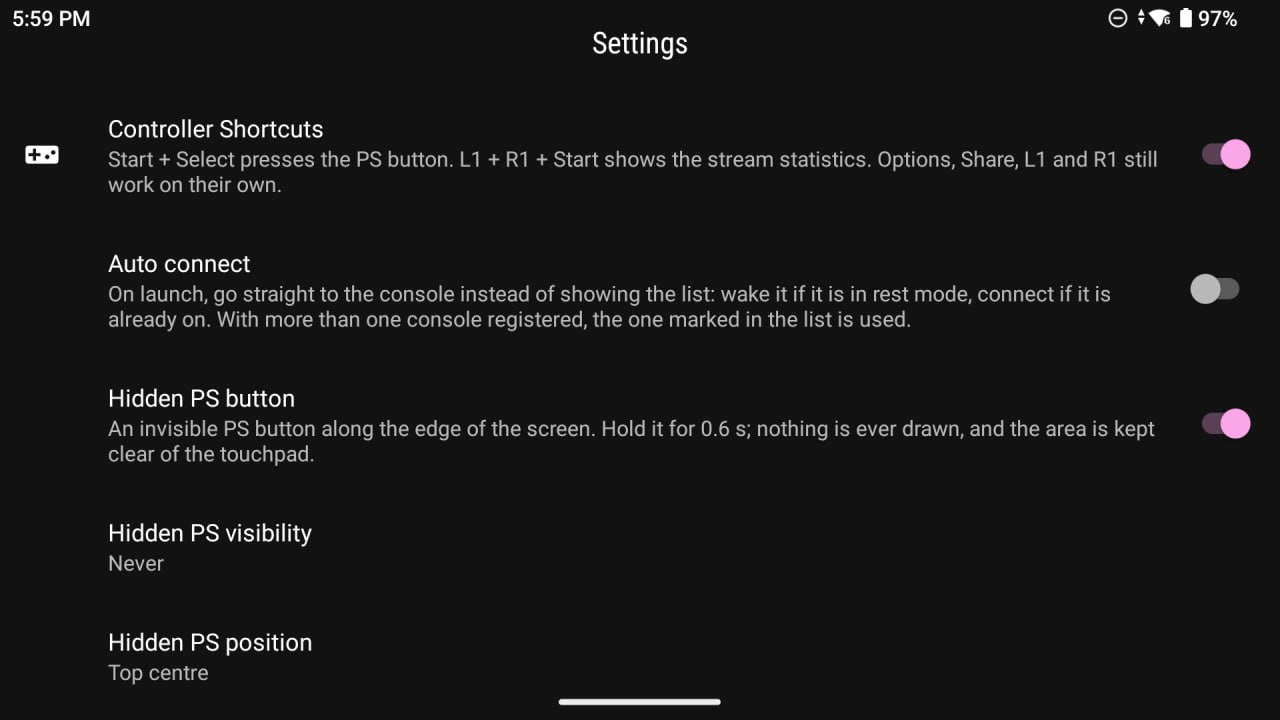 5:59 PM
6
97%
Settings
Controller Shortcuts
Start + Select presses the PS button. L1 + R1 + Start shows the stream statistics. Options, Share, L1 and R1 still
work on their own.
Auto connect
On launch, go straight to the console instead of showing the list: wake it if it is in rest mode, connect if it is
already on. With more than one console registered, the one marked in the list is used.
Hidden PS button
An invisible PS button along the edge of the screen. Hold it for 0.6 s; nothing is ever drawn, and the area is kept
clear of the touchpad.
Hidden PS visibility
Never
Hidden PS position
Top centre